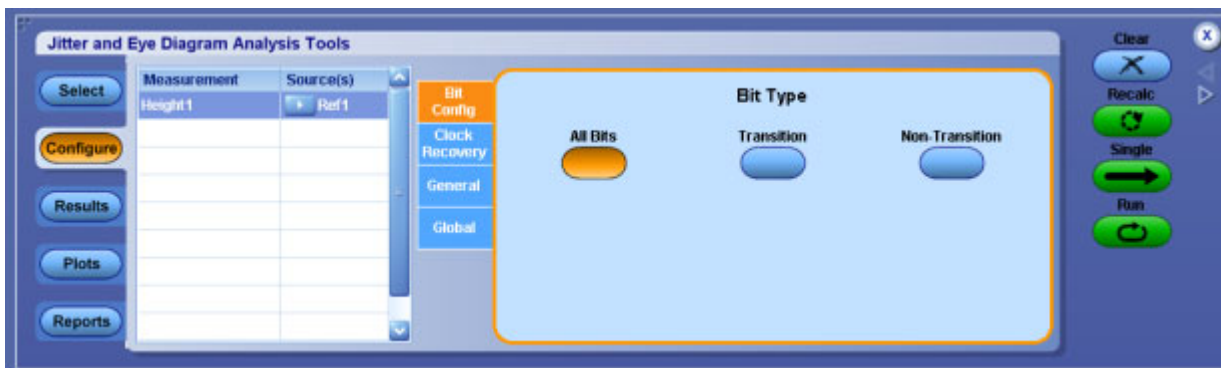 Jitter and Eye Diagram Analysis Tools
Select
Configure
Results
Plots
Reports
Measurement Source(s)
Height1 Ref1
Bit Config
Clock Recovery
General
Global
Bit Type
All Bits Transition Non-Transition
Clear
X
Recalc
Single
Run